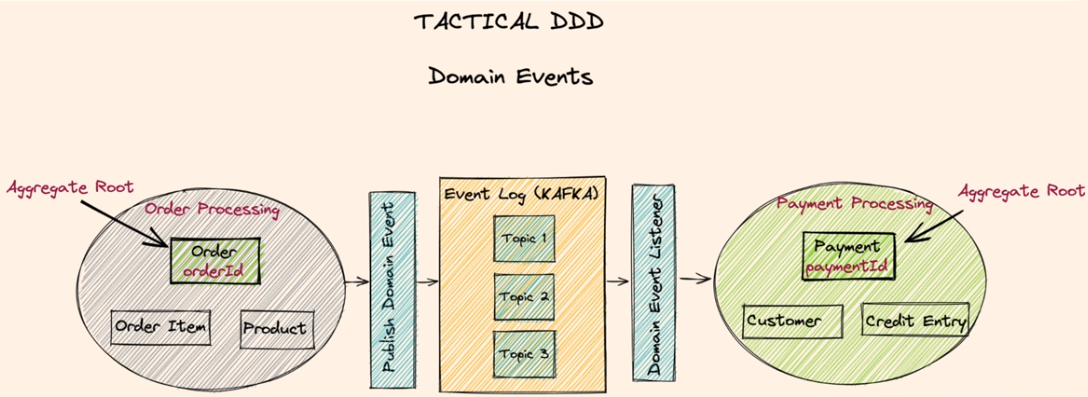 TACTICAL DDD
Domain Events
Aggregate Root
Order Processing
Order
orderId
Order Item
Product
Publish Domain Event
Event Log (KAFKA)
Topic 1
Topic 2
Topic 3
Domain Event Listener
Aggregate Root
Payment Processing
Payment
paymentId
Customer
Credit Entry